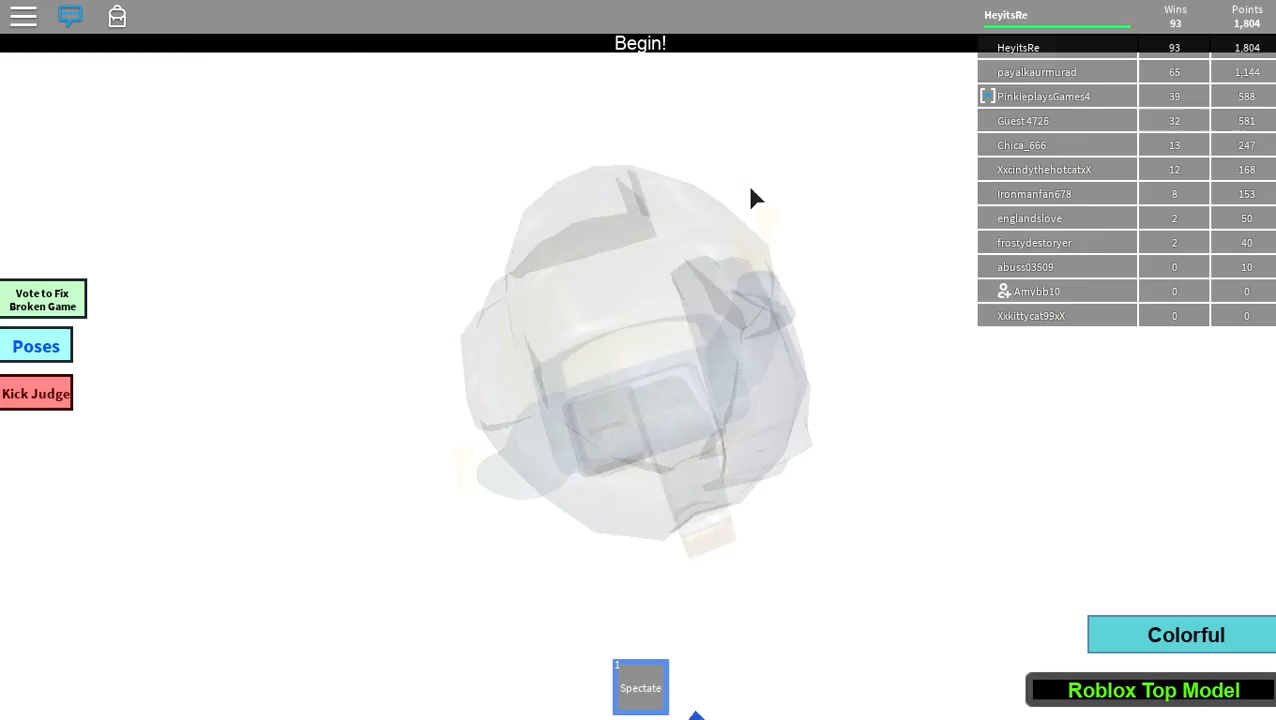 HeyitsRe
Wins
93
Points
1,804
Begin!
HeyitsRe 93 1,804
payalkaurmurad 65 1,144
PinkieplaysGames4 39 588
Guest 4726 32 581
Chica_666 13 247
XxcindythehotcatxX 12 168
Ironmanfan678 8 153
englandslove 2 50
frostydestoryer 2 40
abuss03509 0 10
Amybb10 0 0
Xxkittycat99xX 0 0
Vote to Fix
Broken Game
Poses
Kick Judge
Colorful
Roblox Top Model
1
Spectate